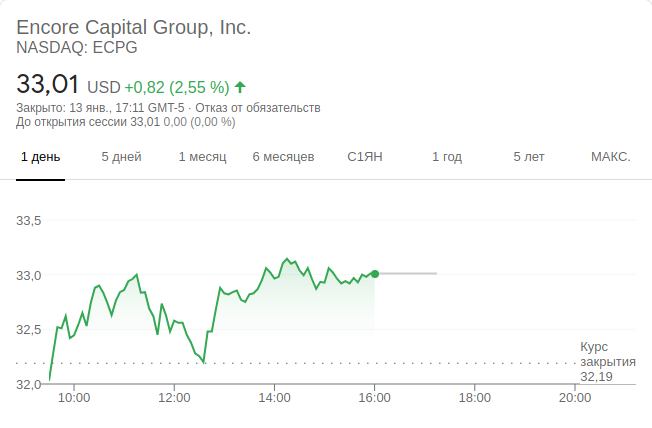 Encore Capital Group, Inc.
NASDAQ: ECPG
33,01 USD +0,82 (2,55 %)
Закрыто: 13 янв., 17:11 GMT-5 · Отказ от обязательств
До открытия сессии 33,01 0,00 (0,00 %)
1 день 5 дней 1 месяц 6 месяцев С1ЯН 1 год 5 лет МАКС.
33,5
33,0
32,5
32,0
Курс
закрытия
32,19
10:00 12:00 14:00 16:00 18:00 20:00